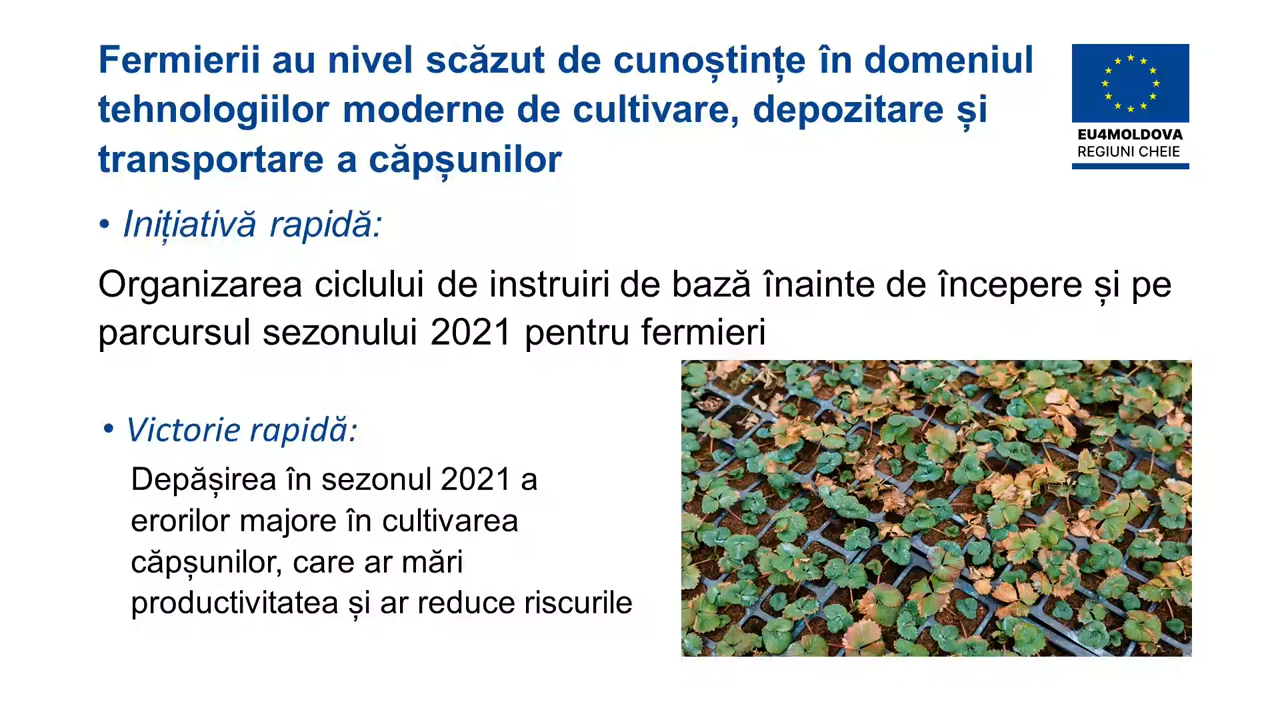 Fermierii au nivel scăzut de cunoștințe în domeniul
tehnologiilor moderne de cultivare, depozitare și
transportare a căpșunilor
EU4MOLDOVA
REGIUNI CHEIE
• Inițiativă rapidă:
Organizarea ciclului de instruiri de bază înainte de începere și pe
parcursul sezonului 2021 pentru fermieri
• Victorie rapidă:
Depășirea în sezonul 2021 a
erorilor majore în cultivarea
căpșunilor, care ar mări
productivitatea și ar reduce riscurile